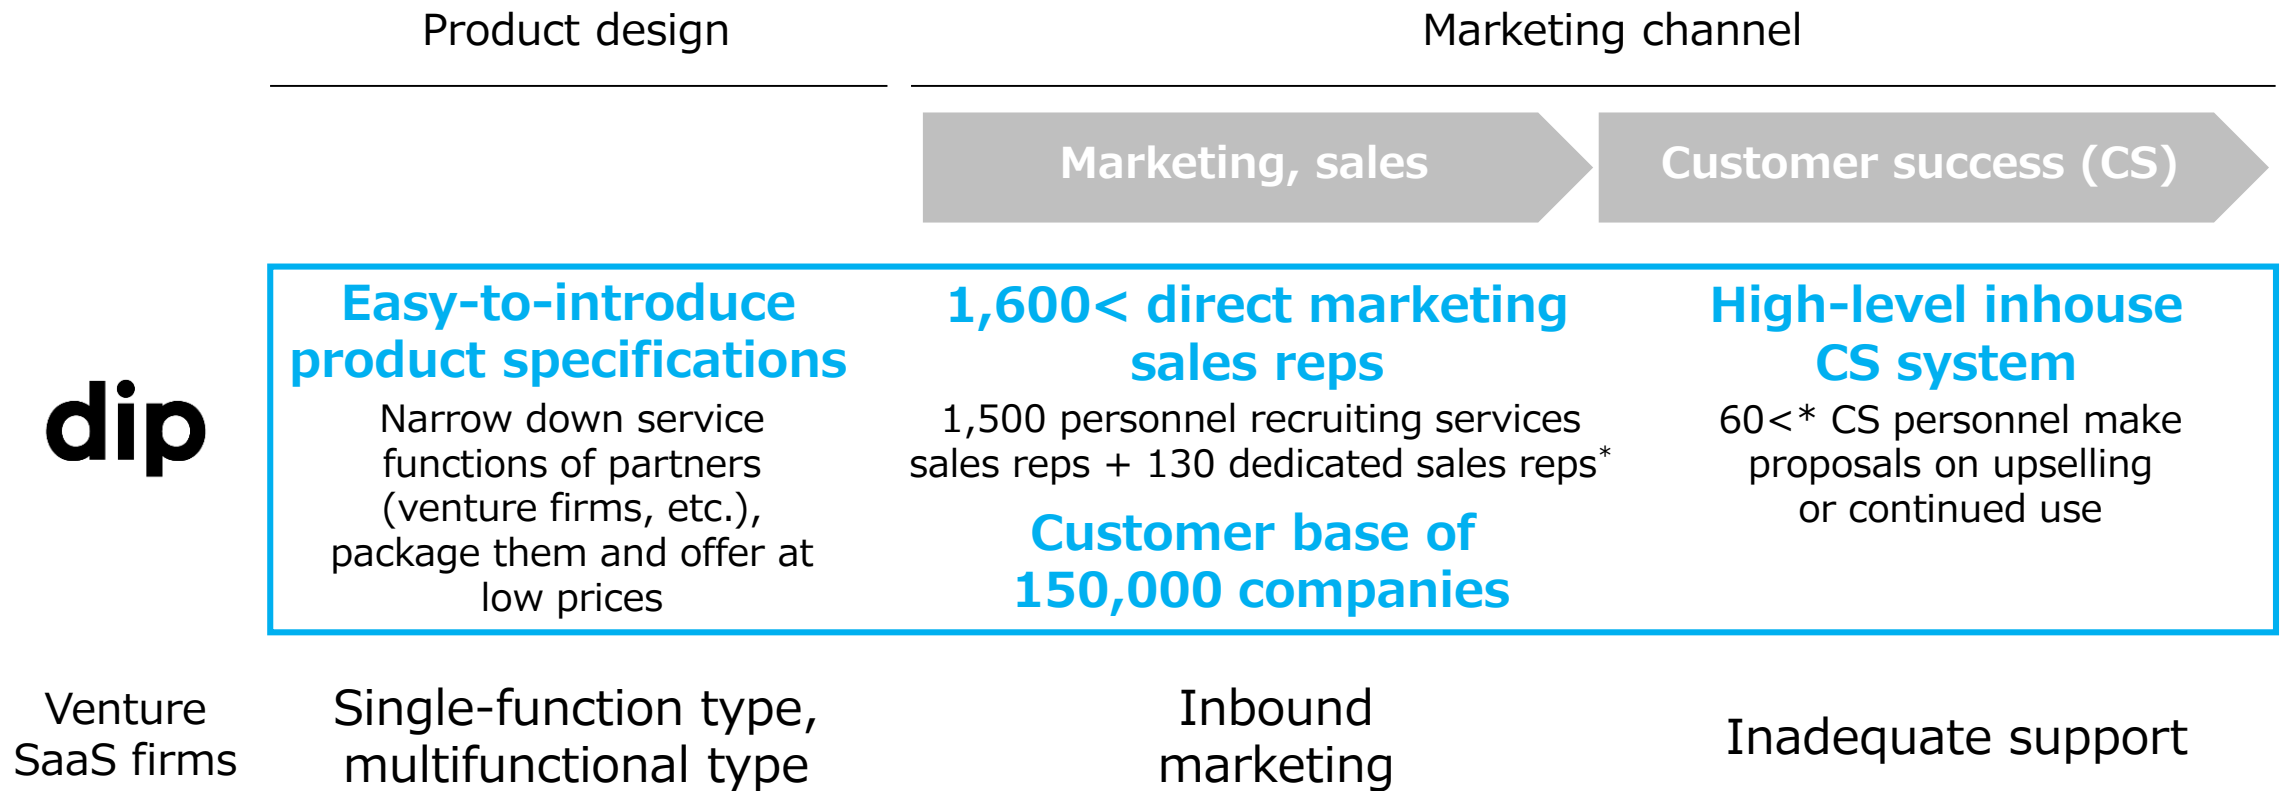 Product design
Marketing channel
Marketing, sales
Customer success (CS)
dip
Easy-to-introduce
product specifications
Narrow down service
functions of partners
(venture firms, etc.),
package them and offer at
low prices
1,600< direct marketing
sales reps
1,500 personnel recruiting services
sales reps + 130 dedicated sales reps*
Customer base of
150,000 companies
High-level inhouse
CS system
60<* CS personnel make
proposals on upselling
or continued use
Venture
SaaS firms
Single-function type,
multifunctional type
Inbound
marketing
Inadequate support